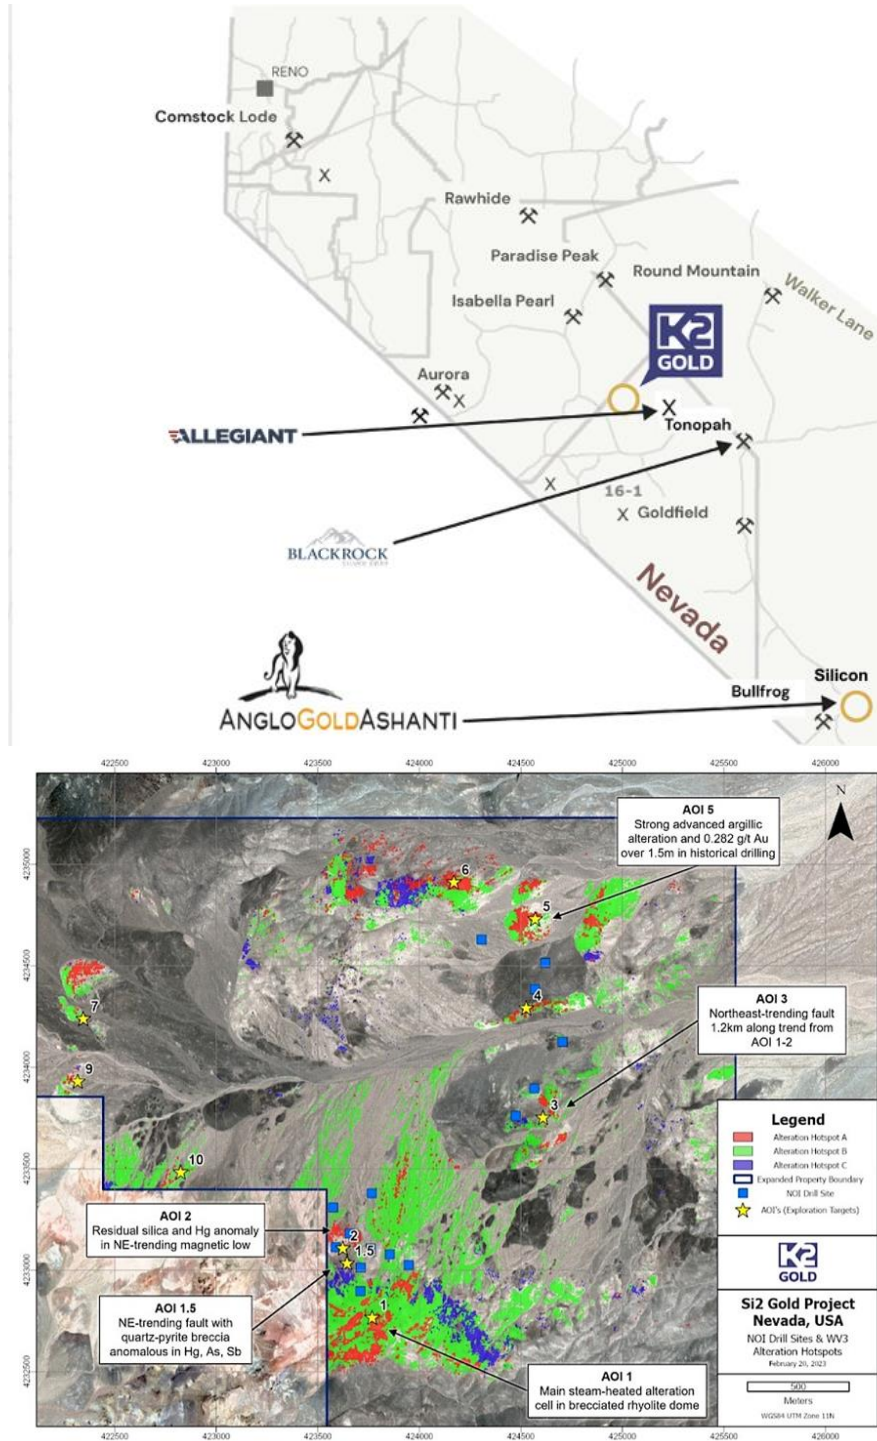 RENO
Comstock Lode
X
Rawhide
Paradise Peak
Round Mountain
Walker Lane
Isabella Pearl
K2
GOLD
Aurora
X
X
ALLEGIANT
Tonopah
X
16-1
X Goldfield
BLACKROCK
Nevada
Silicon
Bullfrog
ANGLOGOLDASHANTI
422500 423000 423500 424000 424500 425000 425500 426000
N
AOI 5
Strong advanced argillic
alteration and 0.282 g/t Au
over 1.5m in historical drilling
4235000
6
5
4234500
4
7
AOI 3
Northeast-trending fault
1.2km along trend from
AOI 1-2
4234000
9
3
Legend
Alteration Hotspot A
Alteration Hotspot B
Alteration Hotspot C
Expanded Property Boundary
NOI Drill Site
AOI's (Exploration Targets)
4233500
10
AOI 2
Residual silica and Hg anomaly
in NE-trending magnetic low
2
1.5
4233000
K2
GOLD
AOI 1.5
NE-trending fault with
quartz-pyrite breccia
anomalous in Hg, As, Sb
1
Si2 Gold Project
Nevada, USA
NOI Drill Sites & WV3
Alteration Hotspots
February 20, 2023
4232500
AOI 1
Main steam-heated alteration
cell in brecciated rhyolite dome
500
Meters
WGS84 UTM Zone 11N
422500 423000 423500 424000 424500 425000 425500 426000